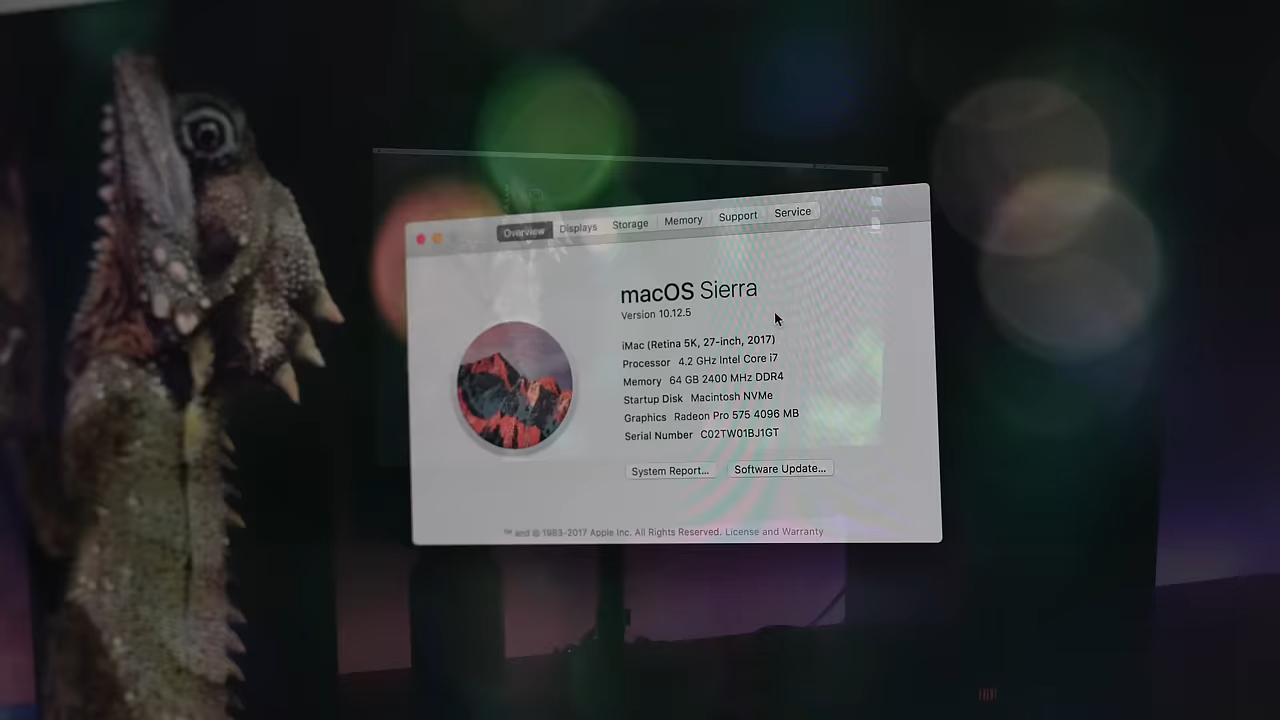 Overview Displays Storage Memory Support Service
macOS Sierra
Version 10.12.5
iMac (Retina 5K, 27-inch, 2017)
Processor 4.2 GHz Intel Core i7
Memory 64 GB 2400 MHz DDR4
Startup Disk Macintosh NVMe
Graphics Radeon Pro 575 4096 MB
Serial Number C02TW01BJ1GT
System Report... Software Update...
™ and © 1983-2017 Apple Inc. All Rights Reserved. License and Warranty